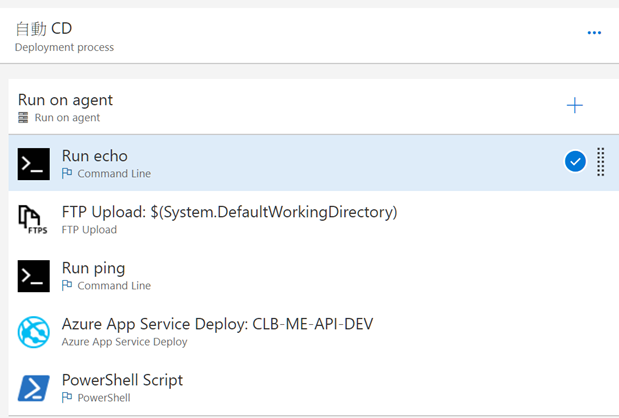 自動 CD
Deployment process
Run on agent
Run on agent
Run echo
Command Line
FTP Upload: $(System.DefaultWorkingDirectory)
FTP Upload
FTPS
Run ping
Command Line
Azure App Service Deploy: CLB-ME-API-DEV
Azure App Service Deploy
PowerShell Script
PowerShell